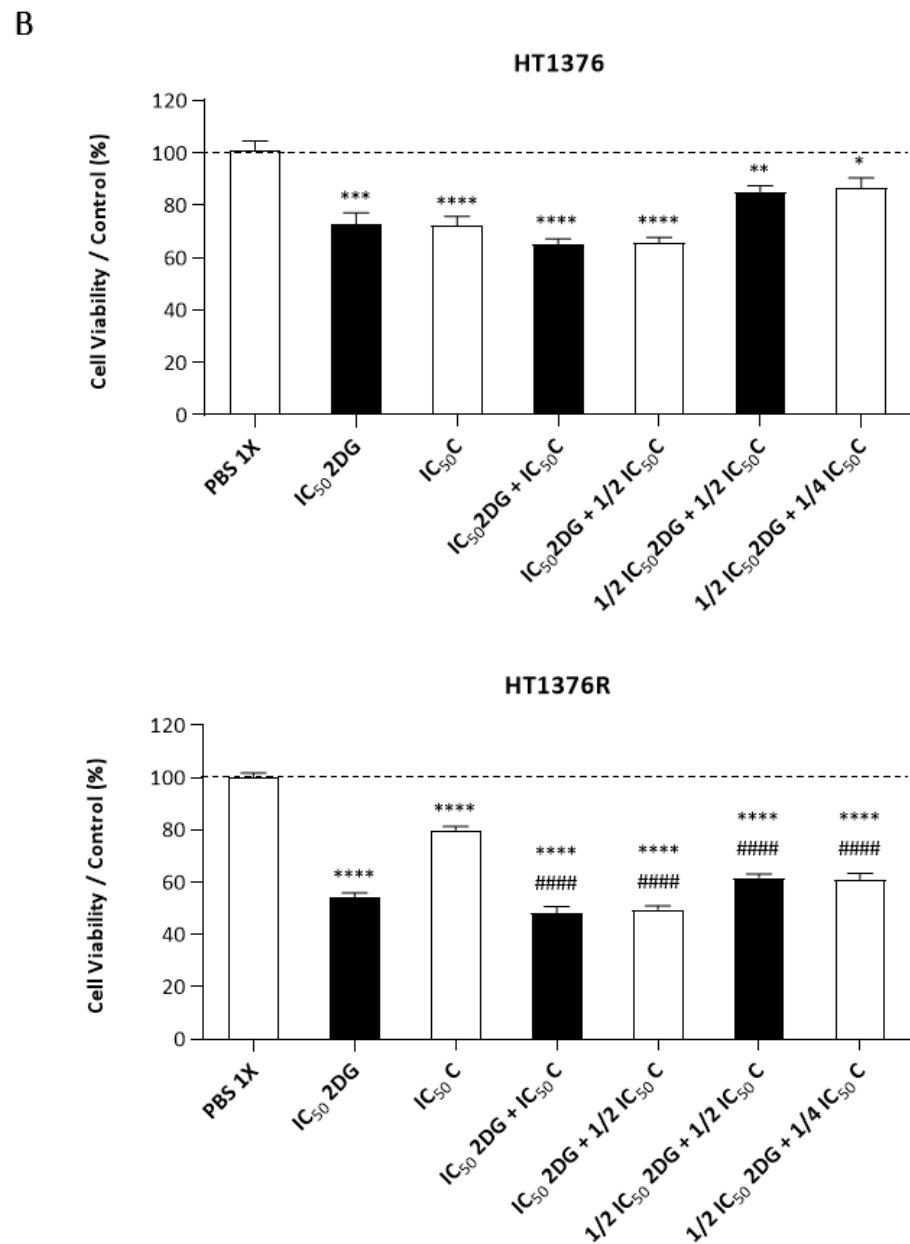 B
HT1376
Cell Viability / Control (%)
120
100
80
60
40
20
0
***
****
****
****
**
*
PBS 1X
IC50 2DG
IC50C
IC502DG + IC50C
IC502DG + 1/2 IC50C
1/2 IC502DG + 1/2 IC50C
1/2 IC502DG + 1/4 IC50C
HT1376R
Cell Viability / Control (%)
120
100
80
60
40
20
0
****
****
****
####
****
####
****
####
****
####
PBS 1X
IC50 2DG
IC50 C
IC50 2DG + IC50 C
IC50 2DG + 1/2 IC50 C
1/2 IC50 2DG + 1/2 IC50 C
1/2 IC50 2DG + 1/4 IC50 C